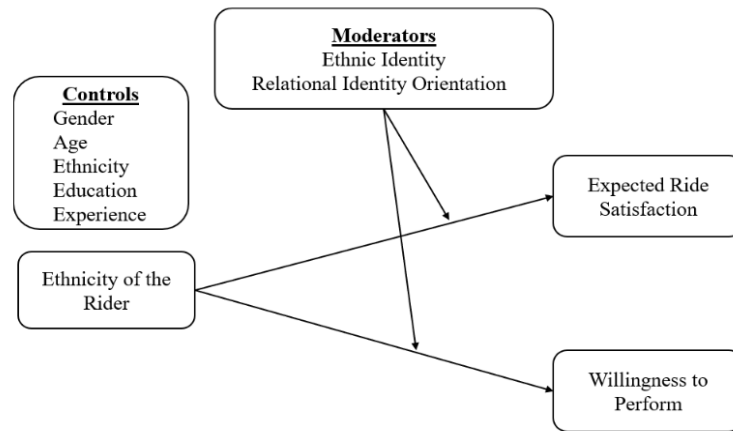 Moderators
Ethnic Identity
Relational Identity Orientation
Controls
Gender
Age
Ethnicity
Education
Experience
Expected Ride
Satisfaction
Ethnicity of the
Rider
Willingness to
Perform